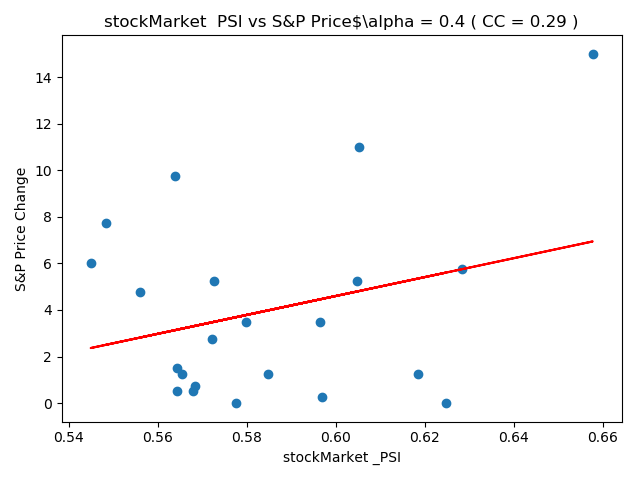 stockMarket  PSI vs S&P Price$\alpha = 0.4 ( CC = 0.29 )
S&P Price Change
14
12
10
8
6
4
2
0
0.54 0.56 0.58 0.60 0.62 0.64 0.66
stockMarket _PSI